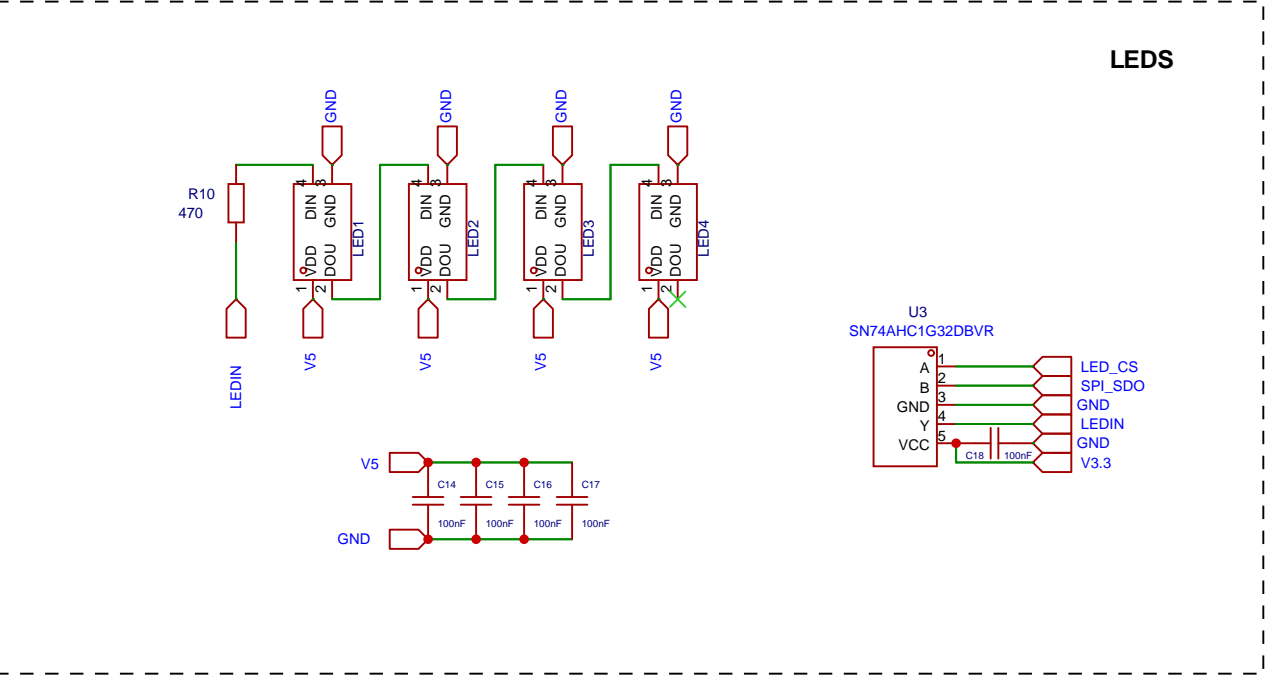 LEDS
GND
GND
GND
GND
R10
470
4
3
DIN
GND
VDD
DOU
1
2
LED1
4
3
DIN
GND
VDD
DOU
1
2
LED2
4
3
DIN
GND
VDD
DOU
1
2
LED3
4
3
DIN
GND
VDD
DOU
1
2
LED4
LEDIN
V5
V5
V5
V5
U3
SN74AHC1G32DBVR
A 1 LED_CS
B 2 SPI_SDO
GND 3 GND
Y 4 LEDIN
VCC 5 GND
C18 100nF
V3.3
V5
C14 C15 C16 C17
100nF 100nF 100nF 100nF
GND